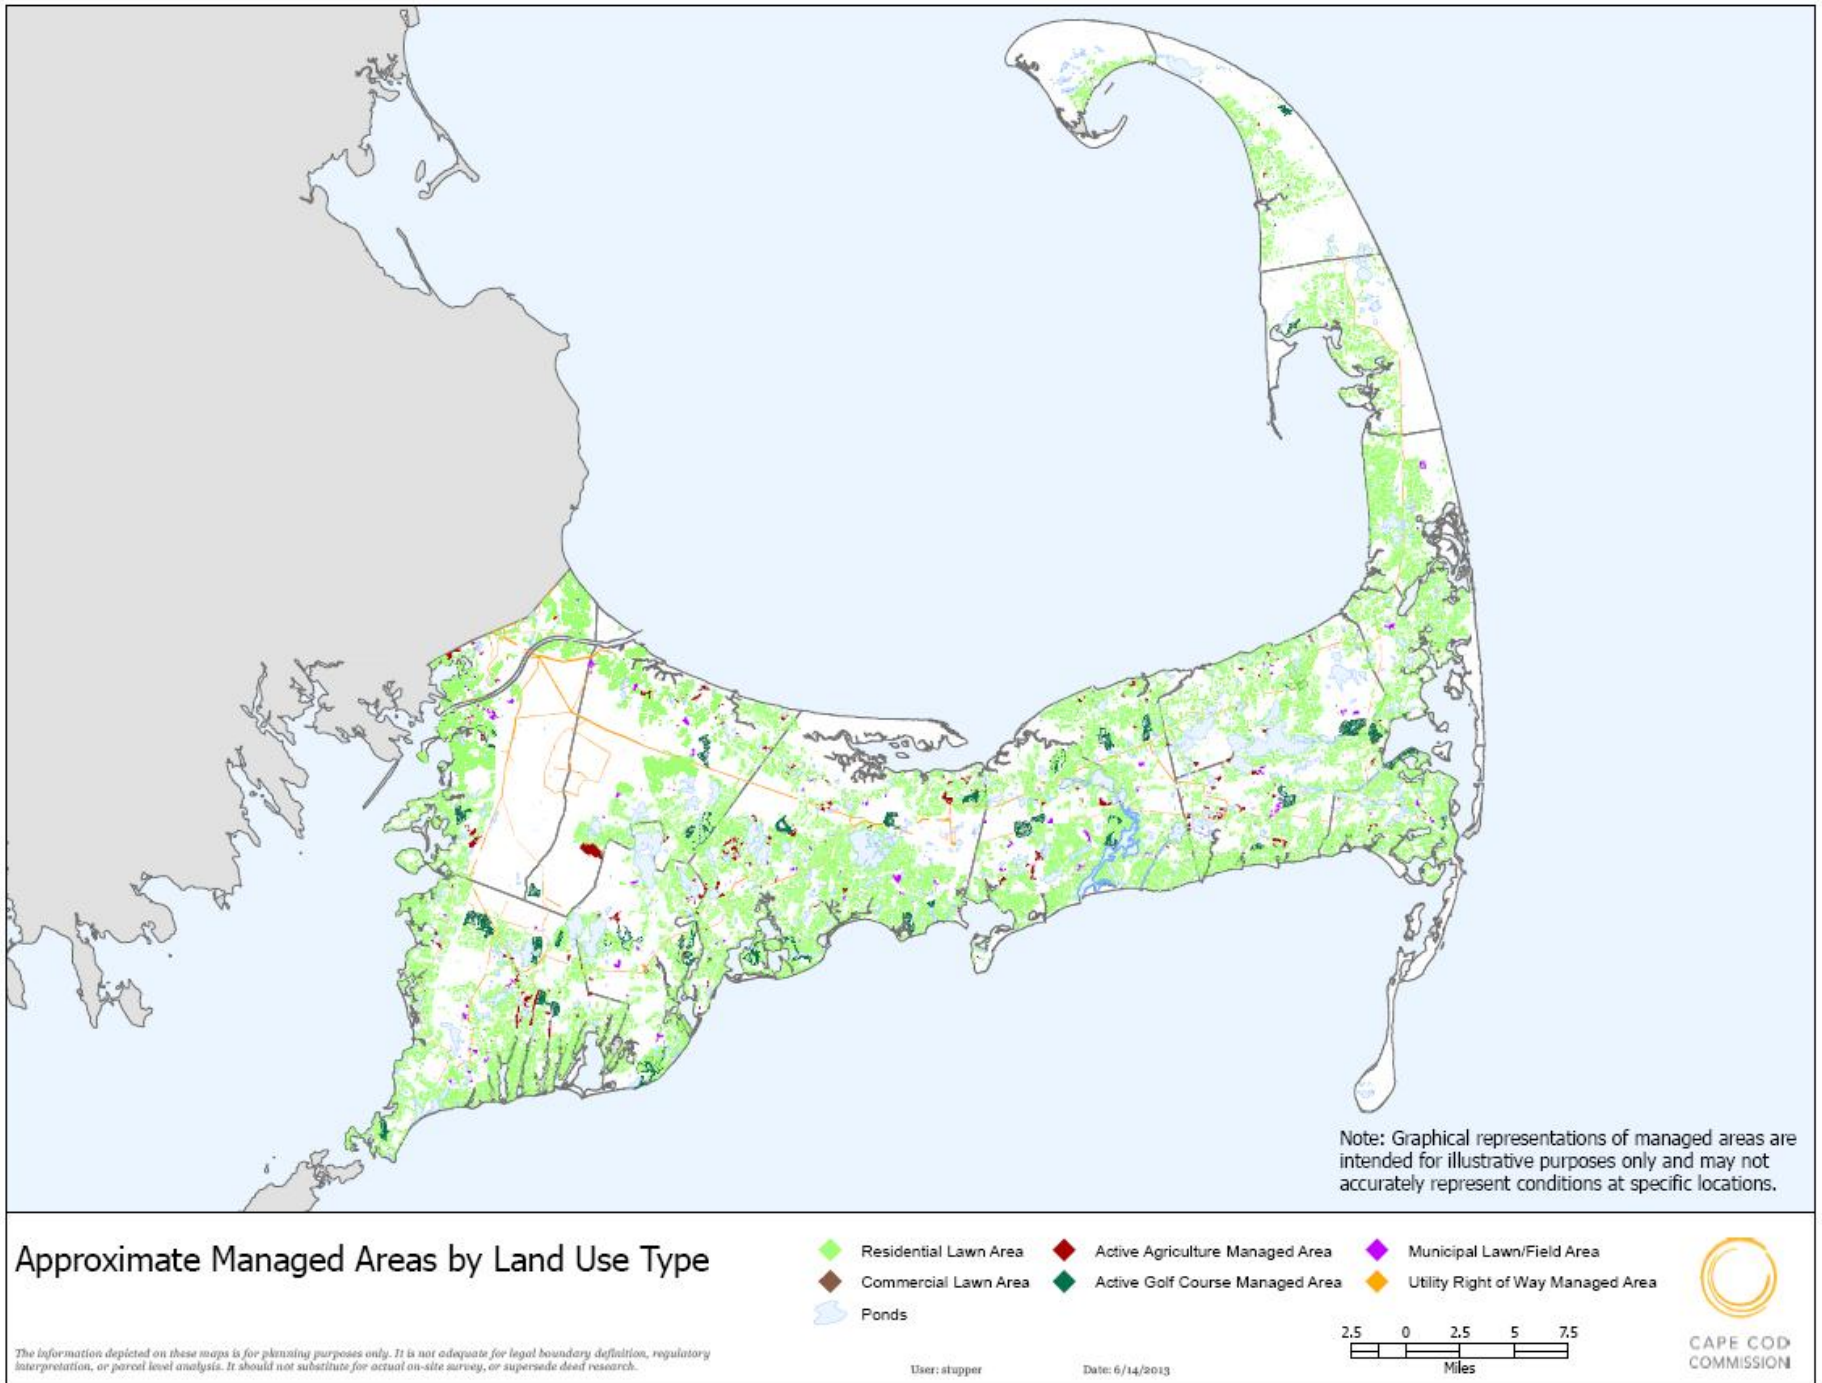 Note: Graphical representations of managed areas are
intended for illustrative purposes only and may not
accurately represent conditions at specific locations.
Approximate Managed Areas by Land Use Type
Residential Lawn Area
Active Agriculture Managed Area
Municipal Lawn/Field Area
Commercial Lawn Area
Active Golf Course Managed Area
Utility Right of Way Managed Area
Ponds
2.5 0 2.5 5 7.5
Miles
CAPE COD
COMMISSION
The information depicted on these maps is for planning purposes only. It is not adequate for legal boundary definition, regulatory
interpretation, or parcel level analysis. It should not substitute for actual on-site survey, or supersede deed research.
User: stupper
Date: 6/14/2013